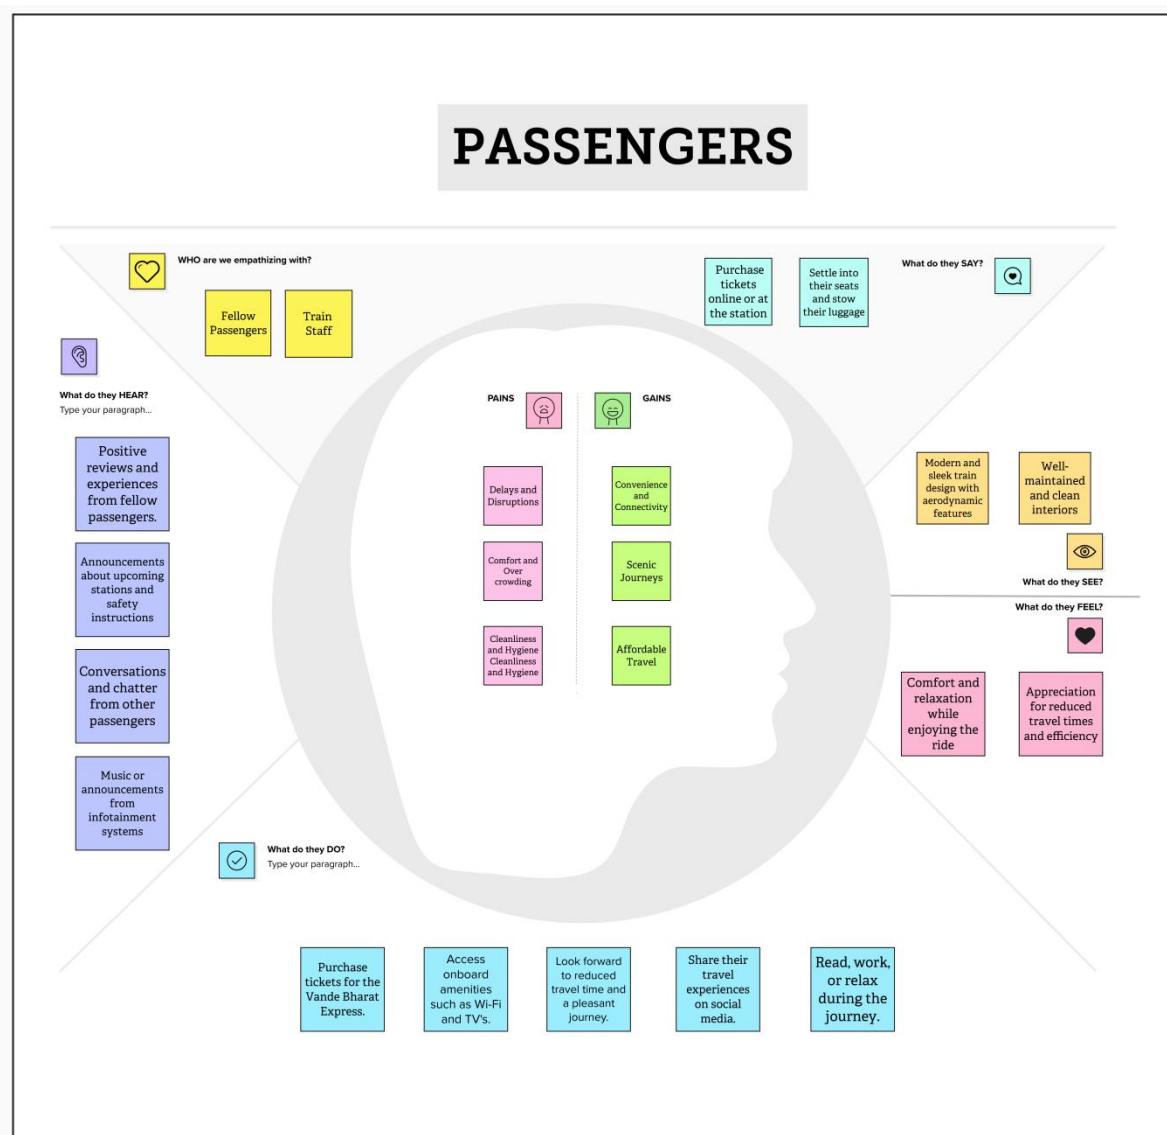 PASSENGERS
WHO are we empathizing with?
Fellow
Passengers
Train
Staff
Purchase
tickets
online or at
the station
Settle into
their seats
and stow
their luggage
What do they SAY?
What do they HEAR?
Type your paragraph...
Positive
reviews and
experiences
from fellow
passengers.
Announcements
about upcoming
stations and
safety
instructions
Conversations
and chatter
from other
passengers
Music or
announcements
from
infotainment
systems
PAINS
GAINS
Delays and
Disruptions
Comfort and
Over
crowding
Cleanliness
and Hygiene
Cleanliness
and Hygiene
Convenience
and
Connectivity
Scenic
Journeys
Affordable
Travel
Modern and
sleek train
design with
aerodynamic
features
Well-
maintained
and clean
interiors
What do they SEE?
What do they FEEL?
Comfort and
relaxation
while
enjoying the
ride
Appreciation
for reduced
travel times
and efficiency
What do they DO?
Type your paragraph...
Purchase
tickets for the
Vande Bharat
Express.
Access
onboard
amenities
such as Wi-Fi
and TV's.
Look forward
to reduced
travel time and
a pleasant
journey.
Share their
travel
experiences
on social
media.
Read, work,
or relax
during the
journey.